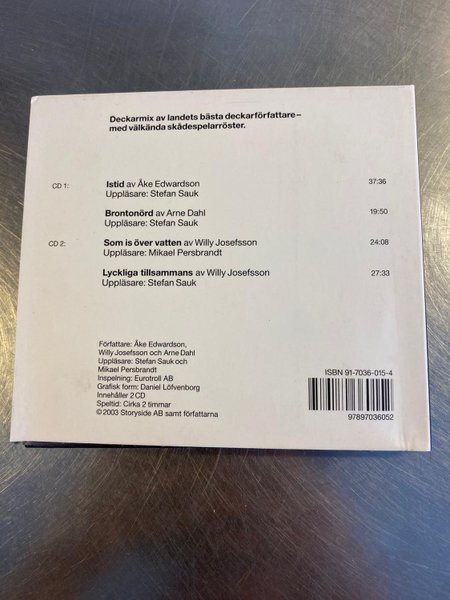 Deckarmix av landets bästa deckarförfattare –
med välkända skådespelarröster.
CD 1: Istid av Åke Edwardson 37:36
Uppläsare: Stefan Sauk
Brontonörd av Arne Dahl 19:50
Uppläsare: Stefan Sauk
CD 2: Som is över vatten av Willy Josefsson 24:08
Uppläsare: Mikael Persbrandt
Lyckliga tillsammans av Willy Josefsson 27:33
Uppläsare: Stefan Sauk
Författare: Åke Edwardson,
Willy Josefsson och Arne Dahl
Uppläsare: Stefan Sauk och
Mikael Persbrandt
Inspelning: Eurotroll AB
Grafisk form: Daniel Löfvenborg
Innehåller 2 CD
Speltid: Cirka 2 timmar
© 2003 Storyside AB samt författarna
ISBN 91-7036-015-4
97897036052